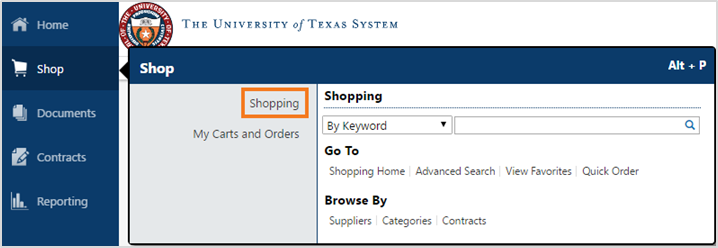 Home
THE UNIVERSITY of TEXAS SYSTEM
Shop
Shop
Alt + P
Shopping
Shopping
By Keyword
My Carts and Orders
Documents
Go To
Contracts
Shopping Home | Advanced Search | View Favorites | Quick Order
Browse By
Reporting
Suppliers | Categories | Contracts